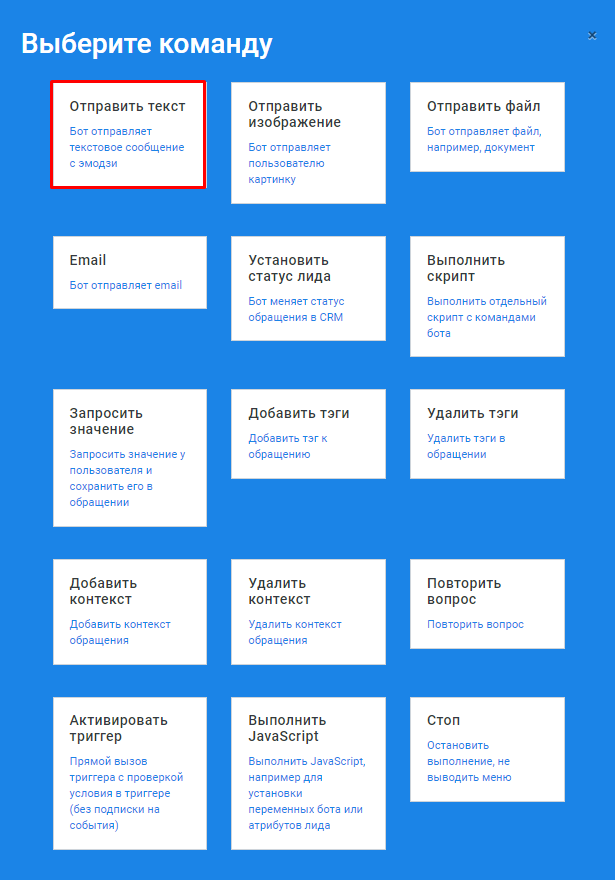 Выберите команду
×
Отправить текст
Бот отправляет
текстовое сообщение
с эмодзи
Отправить
изображение
Бот отправляет
пользователю
картинку
Отправить файл
Бот отправляет файл,
например, документ
Email
Бот отправляет email
Установить
статус лида
Бот меняет статус
обращения в CRM
Выполнить
скрипт
Выполнить отдельный
скрипт с командами
бота
Запросить
значение
Запросить значение у
пользователя и
сохранить его в
обращении
Добавить тэги
Добавить тэг к
обращению
Удалить тэги
Удалить тэги в
обращении
Добавить
контекст
Добавить контекст
обращения
Удалить
контекст
Удалить контекст
обращения
Повторить
вопрос
Повторить вопрос
Активировать
триггер
Прямой вызов
триггера с проверкой
условия в триггере
(без подписки на
события)
Выполнить
JavaScript
Выполнить JavaScript,
например для
установки
переменных бота или
атрибутов лида
Стоп
Остановить
выполнение, не
выводить меню